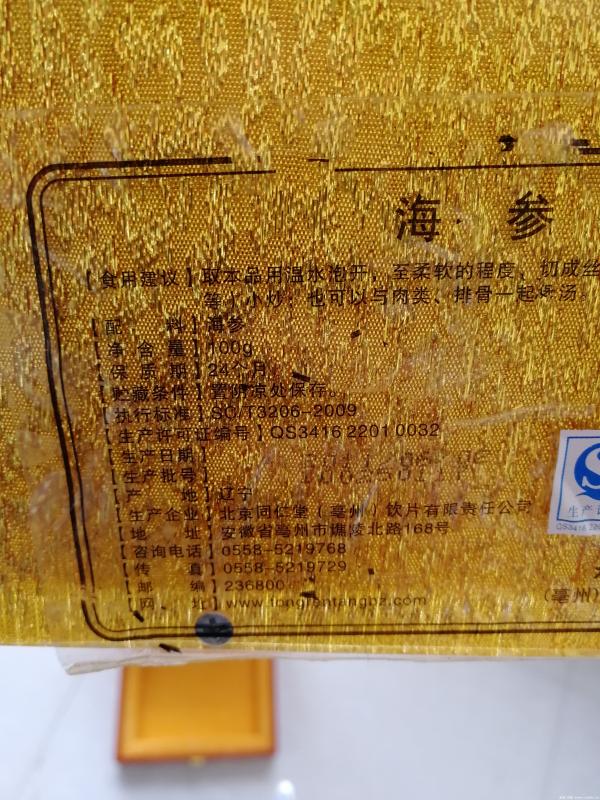 海参
【食用建议】取本品用温水泡开，至柔软的程度、切成丝
等）小炒；也可以与肉类、排骨一起煲汤。
【配 料】海参
【净 含 量】100g
【保 质 期】24个月
【贮藏条件】置阴凉处保存。
【执行标准】SC/T3206-2009
【生产许可证编号】QS3416 2201 0032
【生产日期】
【生产批号】
【产 地】辽宁
【生产企业】北京同仁堂（亳州）饮片有限责任公司
【地 址】安徽省亳州市谯陵北路168号
【咨询电话】0558-5219768
【传 真】0558-5219729
【邮 编】236800
【网 址】
生产许
QS3416 220
（亳州）